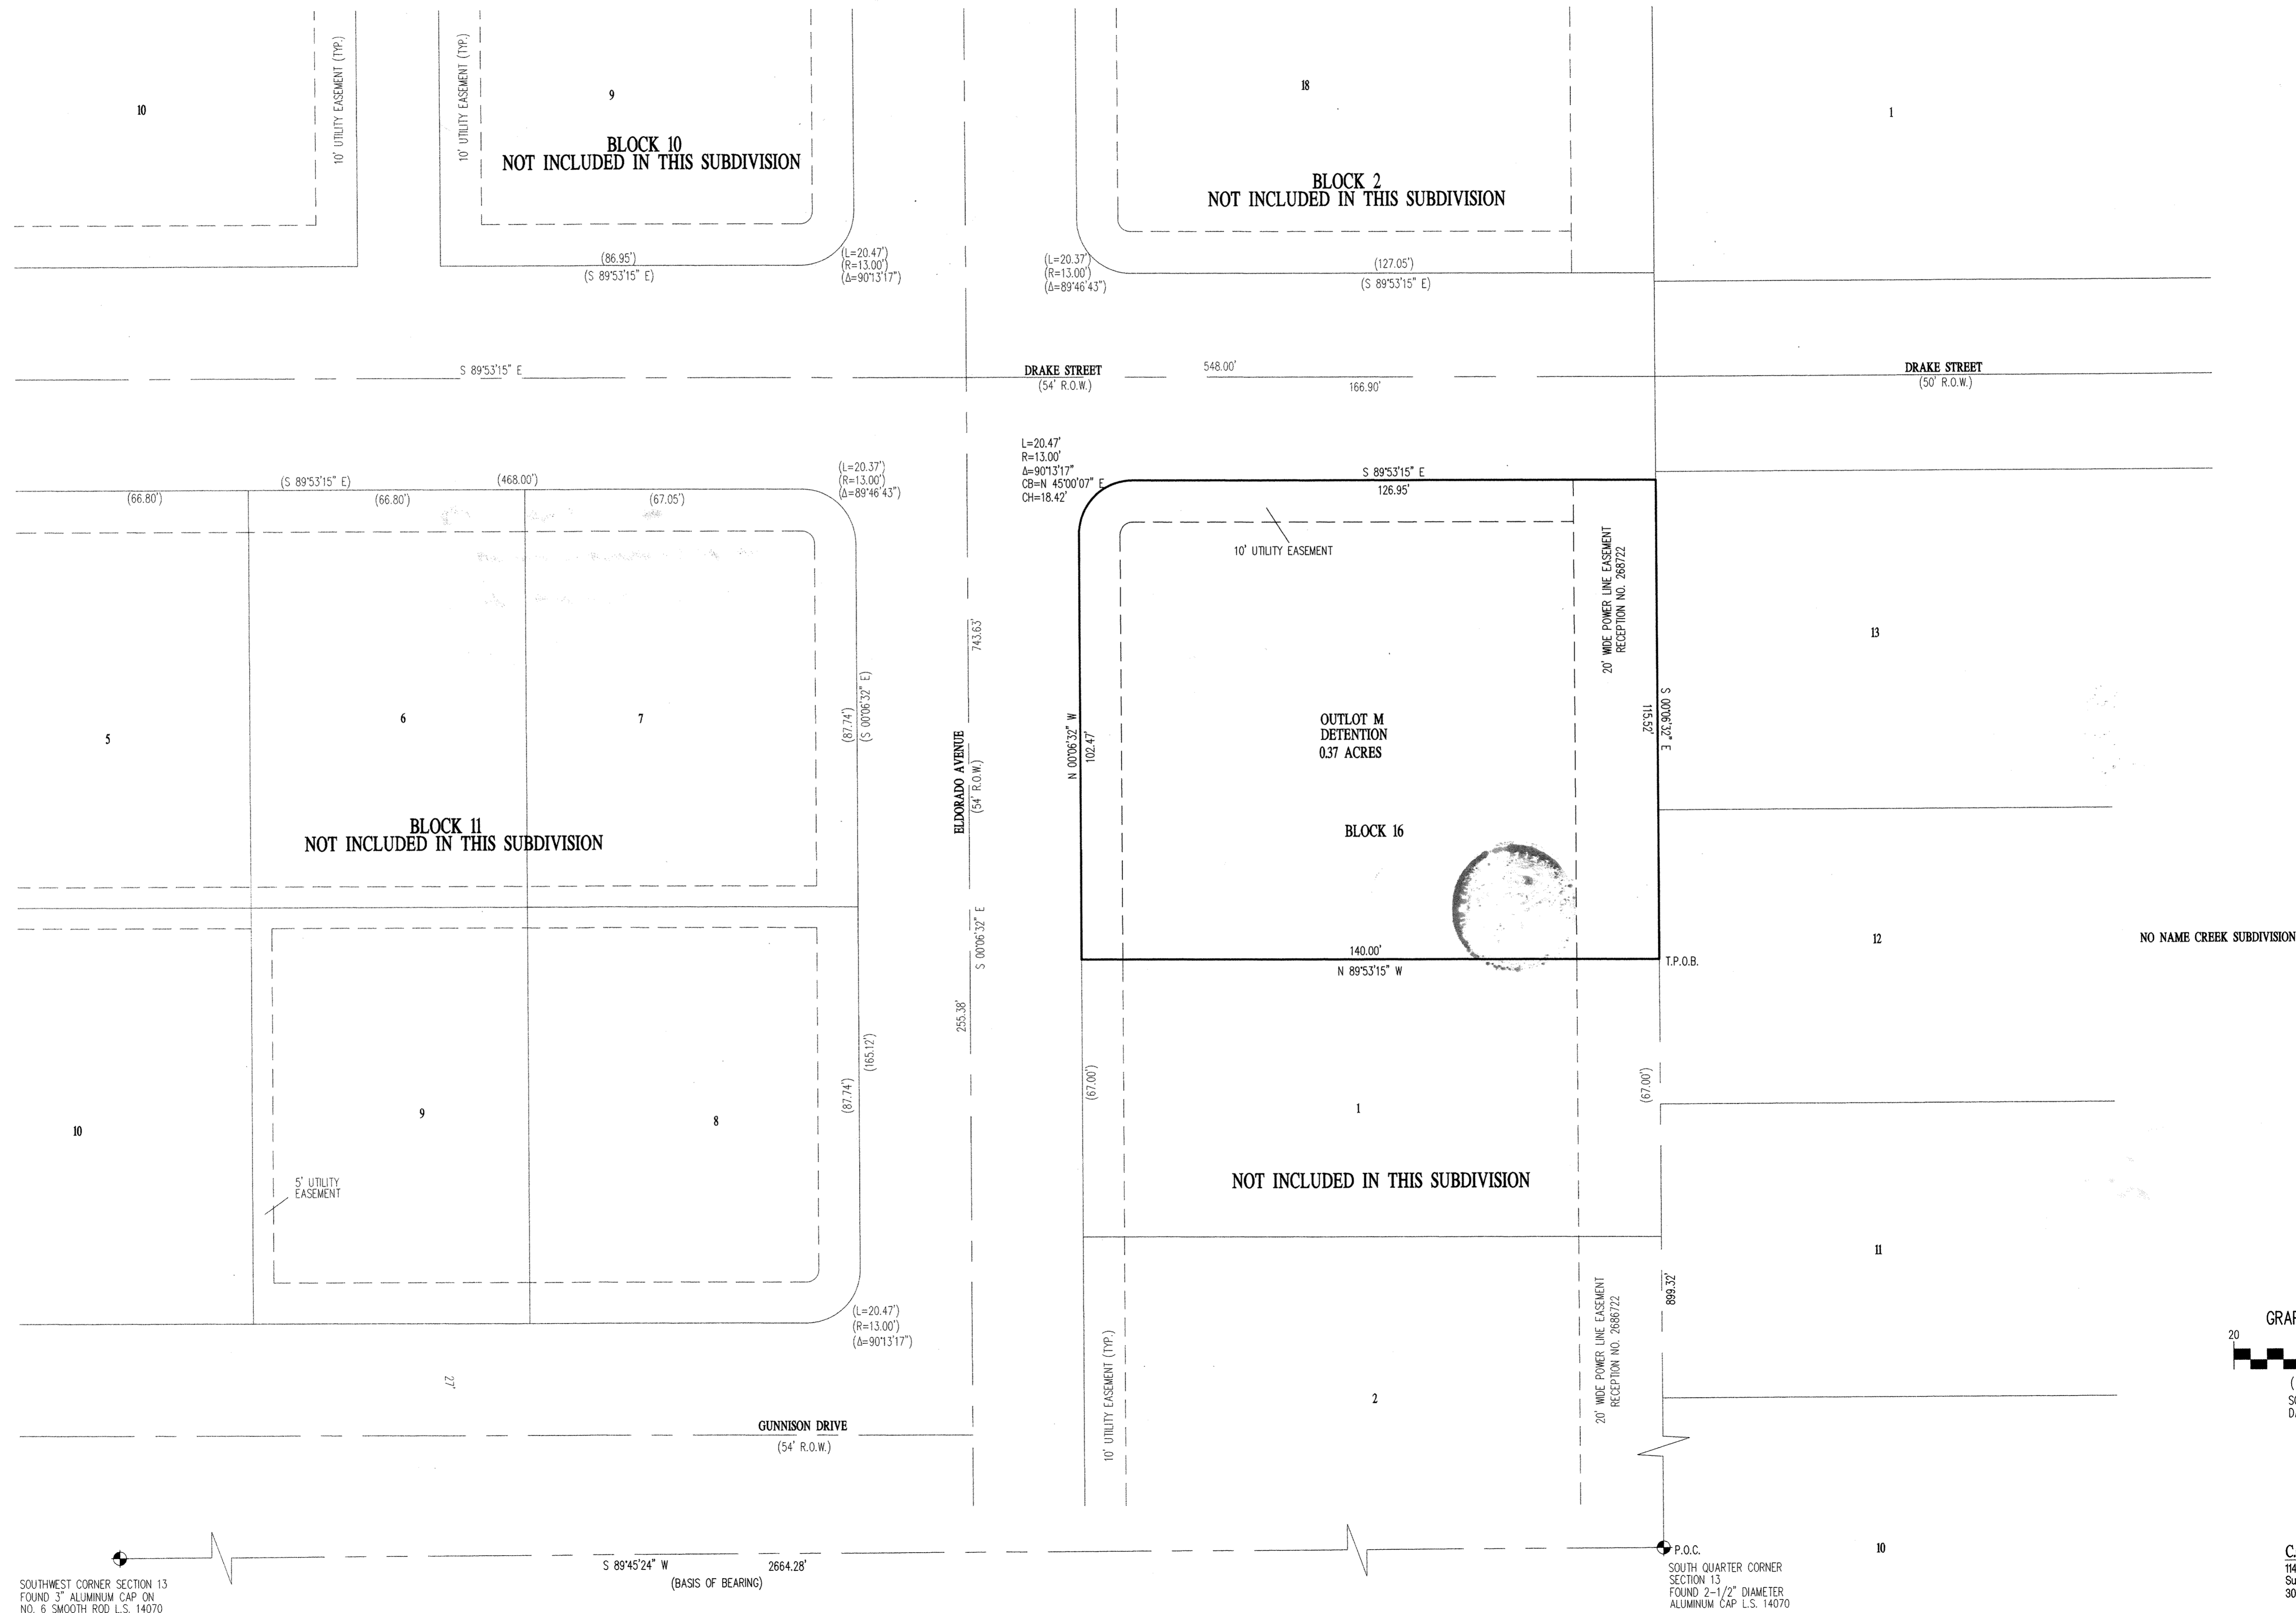 10
10' UTILITY EASEMENT (TYP.)
10' UTILITY EASEMENT (TYP.)
9
BLOCK 10
NOT INCLUDED IN THIS SUBDIVISION
(86.95')
(S 89°53'15" E)
(L=20.47')
(R=13.00')
(Δ=90°13'17")
18
BLOCK 2
NOT INCLUDED IN THIS SUBDIVISION
(L=20.37')
(R=13.00')
(Δ=89°46'43")
(127.05')
(S 89°53'15" E)
1
S 89°53'15" E
DRAKE STREET
(54' R.O.W.)
548.00'
166.90'
DRAKE STREET
(50' R.O.W.)
(S 89°53'15" E)
(468.00')
(66.80')
(66.80')
(67.05')
(L=20.37')
(R=13.00')
(Δ=89°46'43")
5
6
7
(87.74')
(S 00°06'32" E)
BLOCK 11
NOT INCLUDED IN THIS SUBDIVISION
10
9
8
(87.74')
(165.12')
5' UTILITY
EASEMENT
(L=20.47')
(R=13.00')
(Δ=90°13'17")
27'
GUNNISON DRIVE
(54' R.O.W.)
743.63'
ELDORADO AVENUE
(54' R.O.W.)
S 00°06'32" E
255.38'
L=20.47'
R=13.00'
Δ=90°13'17"
CB=N 45°00'07" E
CH=18.42'
S 89°53'15" E
126.95'
10' UTILITY EASEMENT
20' WIDE POWER LINE EASEMENT
RECEPTION NO. 268722
N 00°06'32" W
102.47'
OUTLOT M
DETENTION
0.37 ACRES
115.52'
S 00°06'32" E
BLOCK 16
140.00'
N 89°53'15" W
T.P.O.B.
13
12
NO NAME CREEK SUBDIVISION
(67.00')
(67.00')
1
NOT INCLUDED IN THIS SUBDIVISION
11
899.32'
10' UTILITY EASEMENT (TYP.)
20' WIDE POWER LINE EASEMENT
RECEPTION NO. 2686722
2
GRAP
20
(
SC
DA
S 89°45'24" W
2664.28'
(BASIS OF BEARING)
SOUTHWEST CORNER SECTION 13
FOUND 3" ALUMINUM CAP ON
NO. 6 SMOOTH ROD L.S. 14070
P.O.C.
SOUTH QUARTER CORNER
SECTION 13
FOUND 2-1/2" DIAMETER
ALUMINUM CAP L.S. 14070
10
C.
114
Su
30